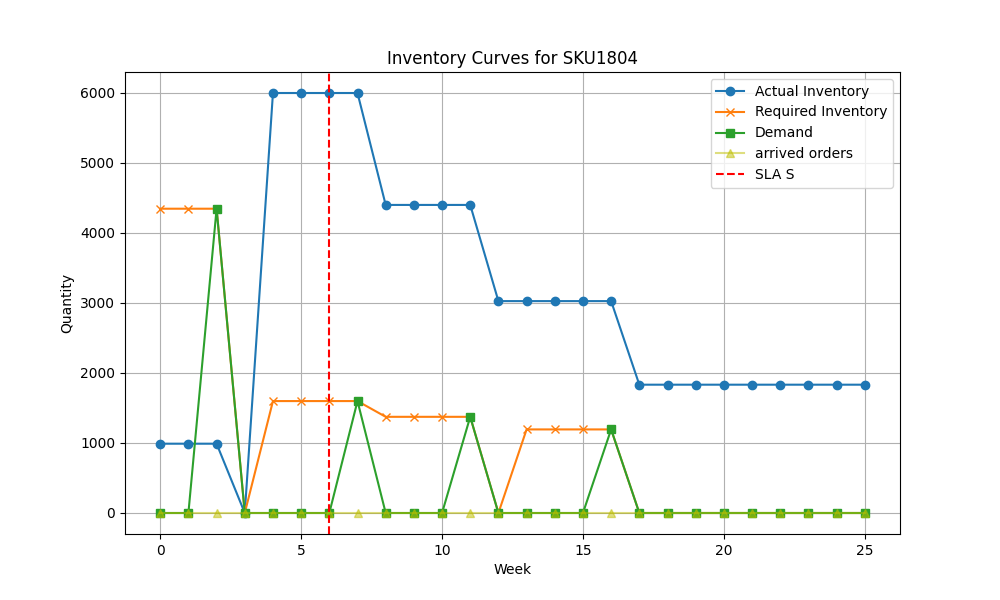 Inventory Curves for SKU1804
Actual Inventory
Required Inventory
Demand
arrived orders
SLA S
Quantity
6000
5000
4000
3000
2000
1000
0
0 5 10 15 20 25
Week